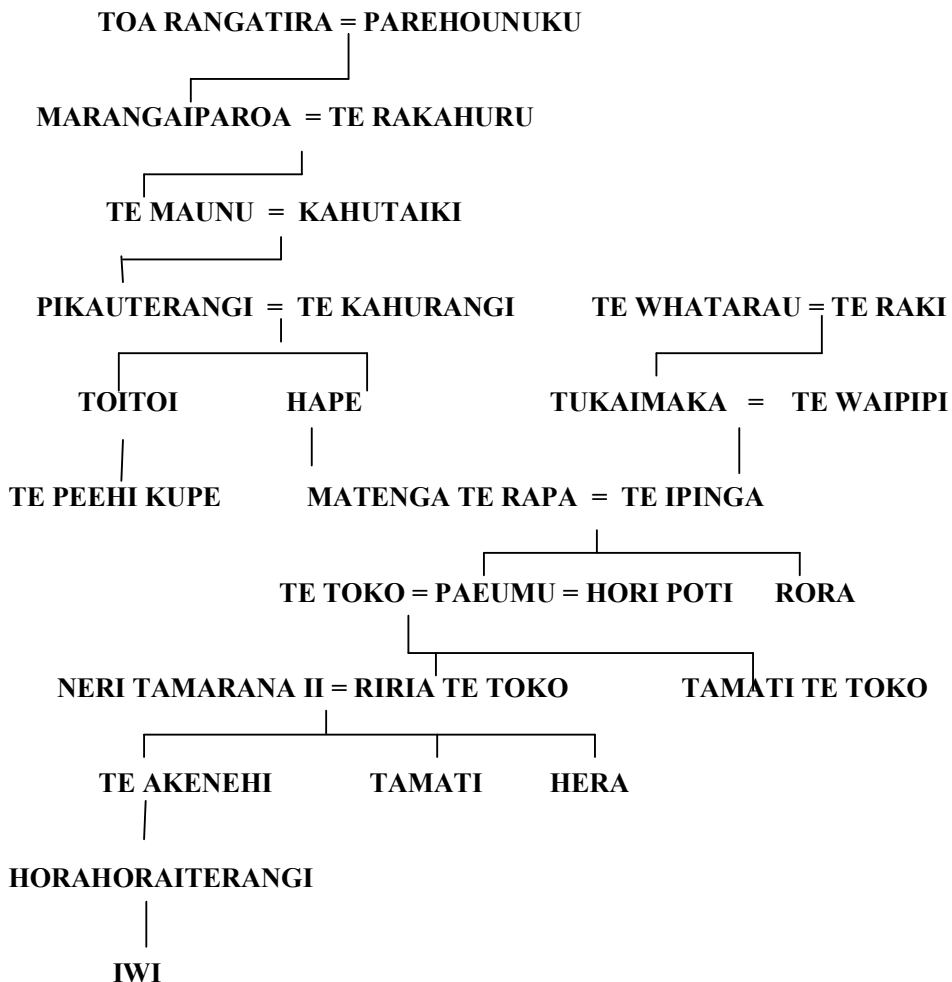 TOA RANGATIRA = PAREHOUNUKU
MARANGAIPAROA = TE RAKAHURU
TE MAUNU = KAHUTAIKI
PIKAUTERANGI = TE KAHURANGI TE WHATARAU = TE RAKI
TOITOI HAPE TUKAIMAKA = TE WAIPIPI
TE PEEHI KUPE MATENGA TE RAPA = TE IPINGA
TE TOKO = PAEUMU = HORI POTI RORA
NERI TAMARANA II = RIRIA TE TOKO TAMATI TE TOKO
TE AKENEHI TAMATI HERA
HORAHORAITERANGI
IWI